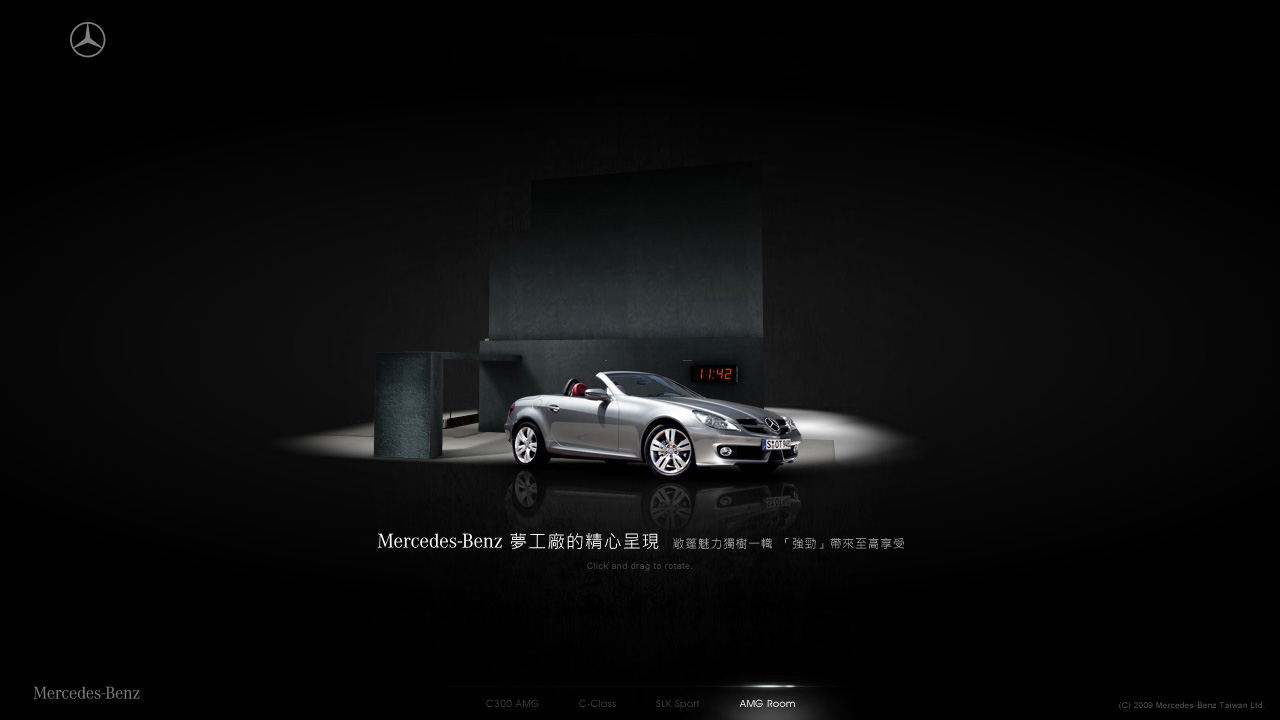 11:42
Mercedes-Benz 夢工廠的精心呈現 敞篷魅力獨樹一幟 「強勁」帶來至高享受
Click and drag to rotate.
Mercedes-Benz
C300 AMG C-Class SLK Sport AMG Room
(C) 2009 Mercedes-Benz Taiwan Ltd